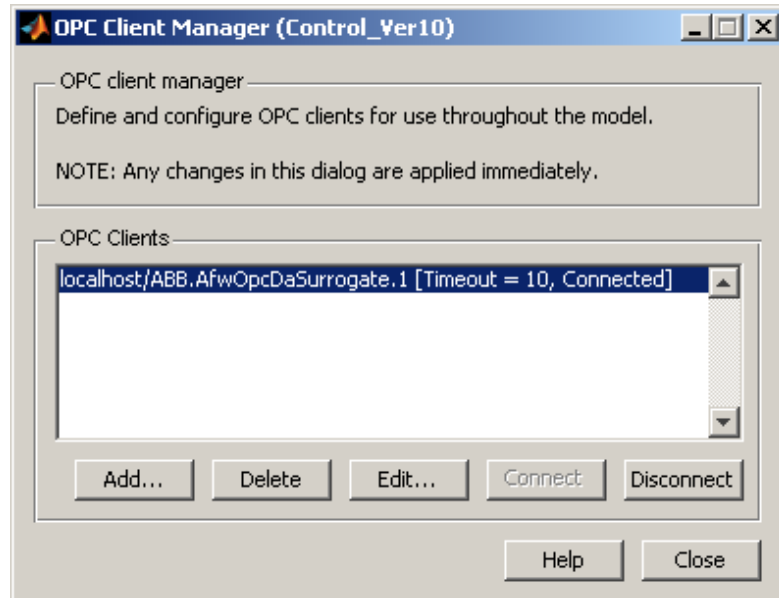 OPC Client Manager (Control_Ver10)
OPC client manager
Define and configure OPC clients for use throughout the model.
NOTE: Any changes in this dialog are applied immediately.
OPC Clients
localhost/ABB.AfwOpcDaSurrogate.1 [Timeout = 10, Connected]
Add... Delete Edit... Connect Disconnect
Help Close